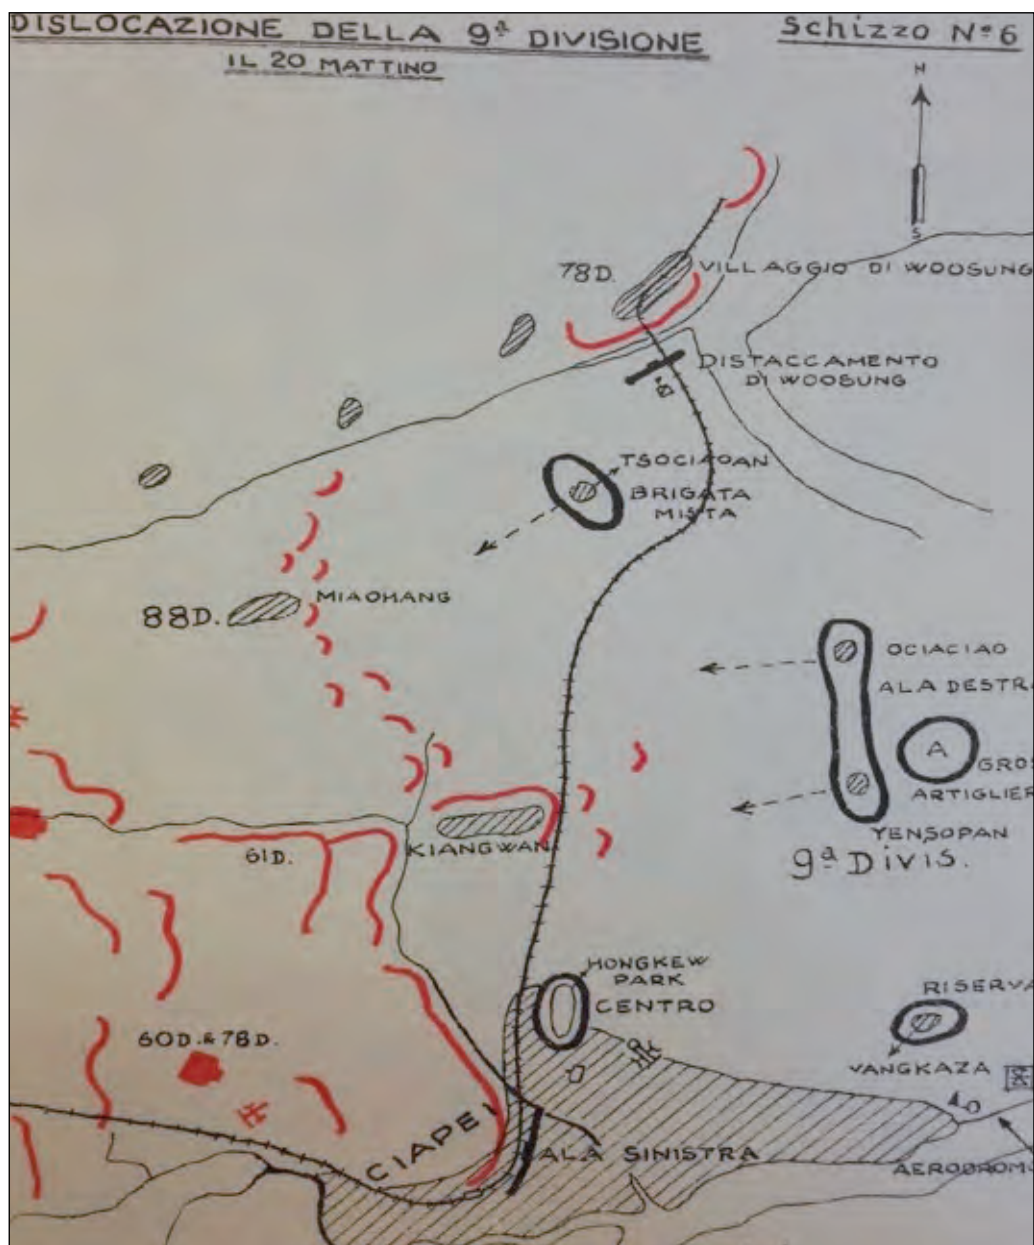 DISLOCAZIONE DELLA 9ª DIVISIONE
IL 20 MATTINO
Schizzo Nº6
N
S
78D.
VILLAGGIO DI WOOSUNG
DISTACCAMENTO
DI WOOSUNG
TSOCIAOAN
BRIGATA
MISTA
88D.
MIAOHANG
OCIACIAO
ALA DESTR
A
GROS
ARTIGLIER
YENSOPAN
9ª DIVIS.
KIANGWAN
61D.
HONGKEW
PARK
CENTRO
RISERVA
VANGKAZA
60D. & 78D.
CIAPEI
ALA SINISTRA
AERODROMO